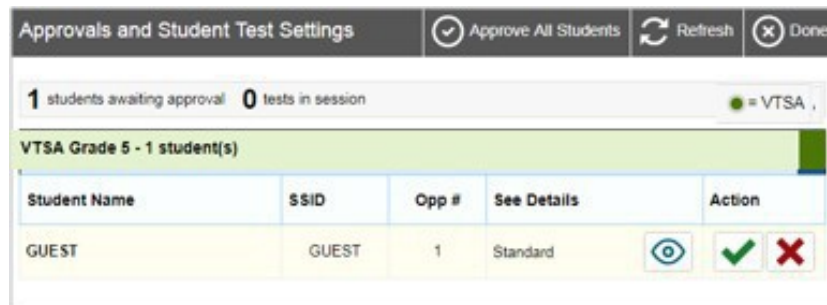 Approvals and Student Test Settings Approve All Students Refresh Done
1 students awaiting approval 0 tests in session = VTSA ,
VTSA Grade 5 - 1 student(s)
Student Name SSID Opp # See Details Action
GUEST GUEST 1 Standard